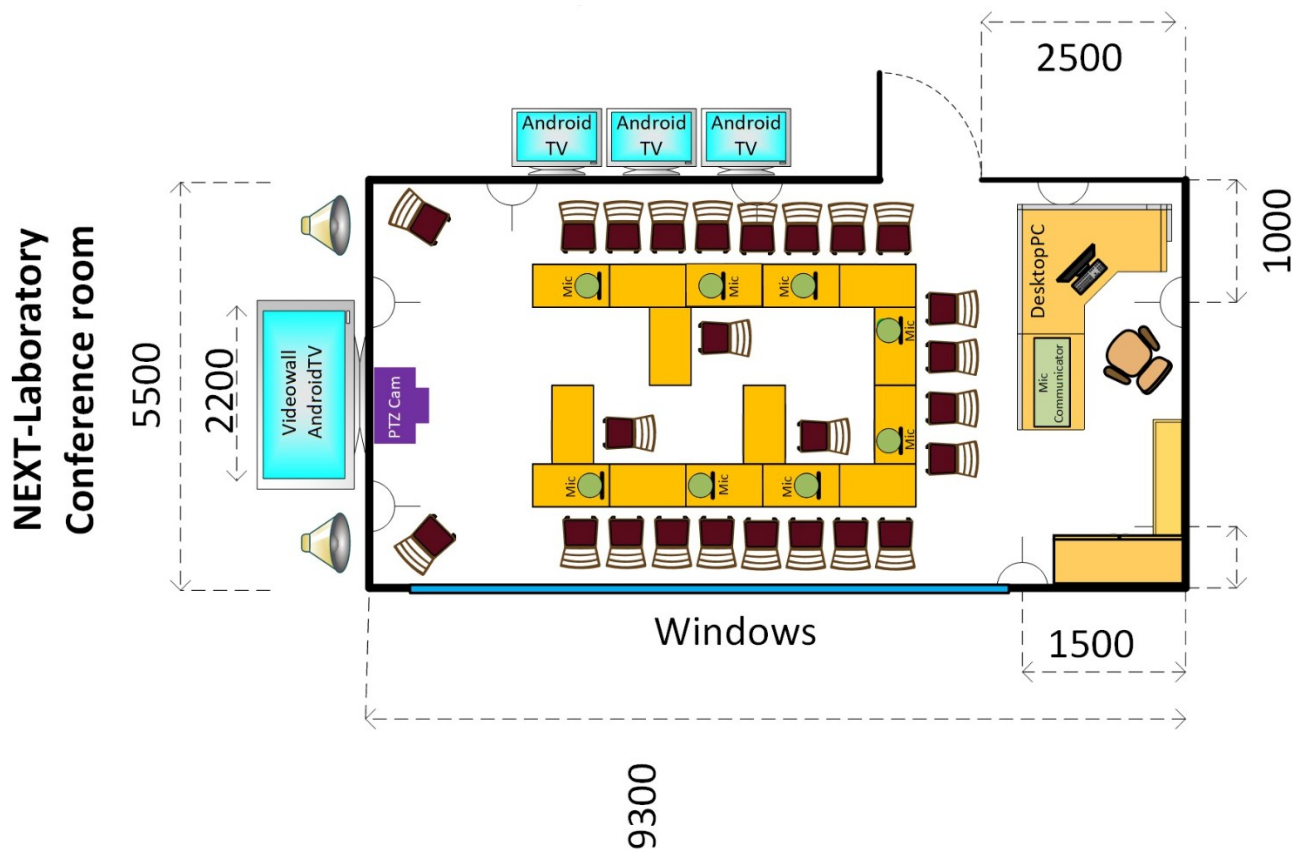 NEXT-Laboratory
Conference room
5500
2200
Videowall
AndroidTV
PTZ Cam
Android
TV
Android
TV
Android
TV
2500
1000
Mic
Mic
Mic
Mic
Mic
Mic
Mic
Mic
DesktopPC
Mic
Communicator
Windows
1500
9300